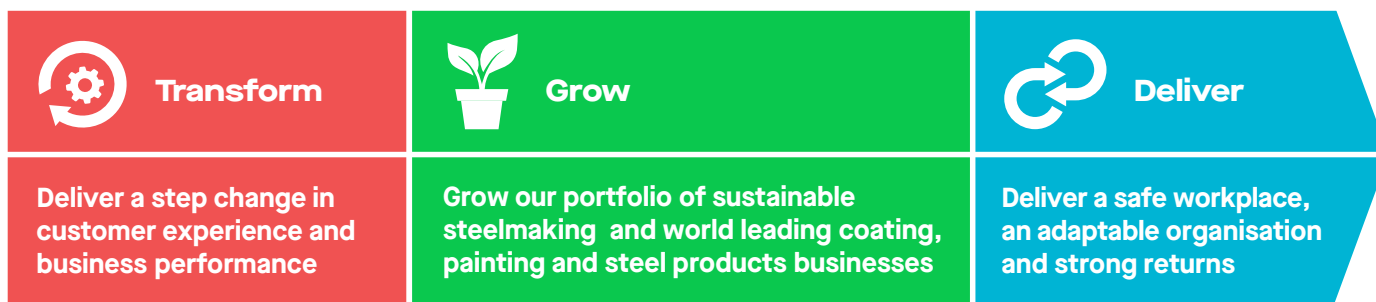 Transform
Deliver a step change in
customer experience and
business performance
Grow
Grow our portfolio of sustainable
steelmaking  and world leading coating,
painting and steel products businesses
Deliver
Deliver a safe workplace,
an adaptable organisation
and strong returns